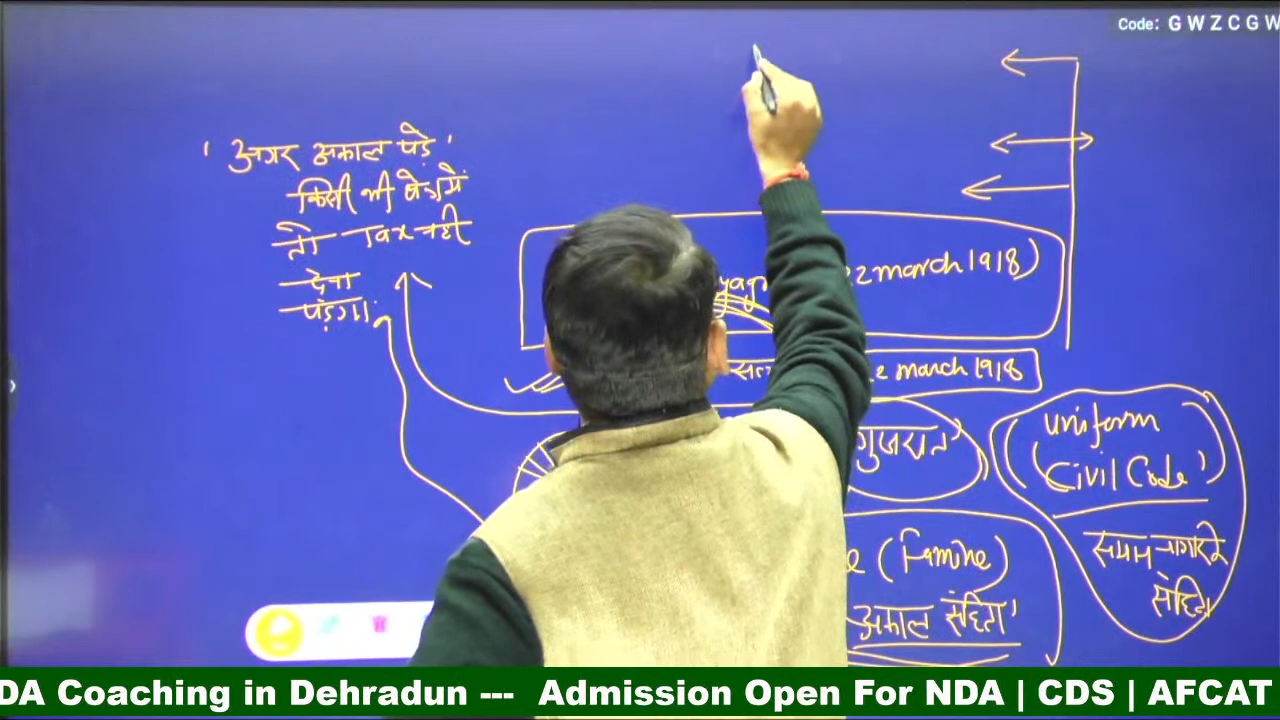 Code: G W Z C G W
' अगर अकाल पड़े '
किसी भी क्षेत्र में
तो Tax नही
देना
पड़ेगा।
march 1918)
march 1918
गुजरात'
uniform
Civil Code'
समान नागरि
संहिता
(Famine)
अकाल संहिता'
DA Coaching in Dehradun --- Admission Open For NDA | CDS | AFCAT